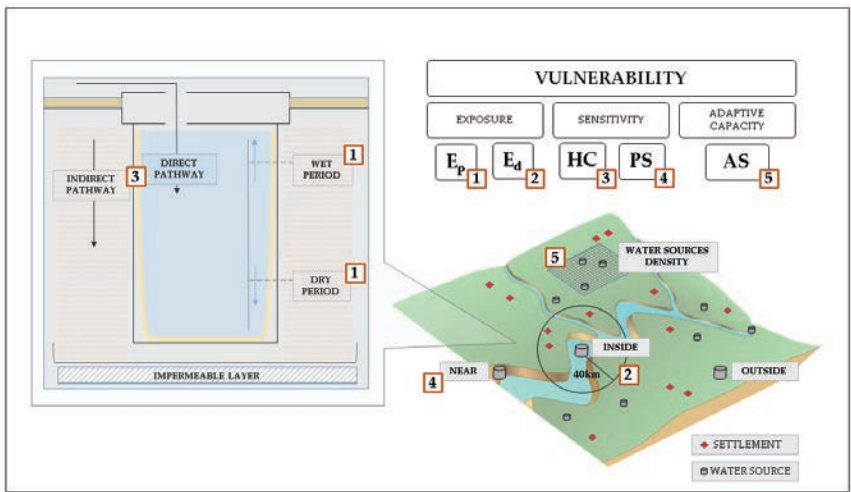 VULNERABILITY
EXPOSURE
SENSITIVITY
ADAPTIVE
CAPACITY
Ep
1
Ed
2
HC
3
PS
4
AS
5
INDIRECT
PATHWAY
3
DIRECT
PATHWAY
WET
PERIOD
1
DRY
PERIOD
1
IMPERMEABLE LAYER
5
WATER SOURCES
DENSITY
INSIDE
40km
2
4
NEAR
OUTSIDE
SETTLEMENT
WATER SOURCE